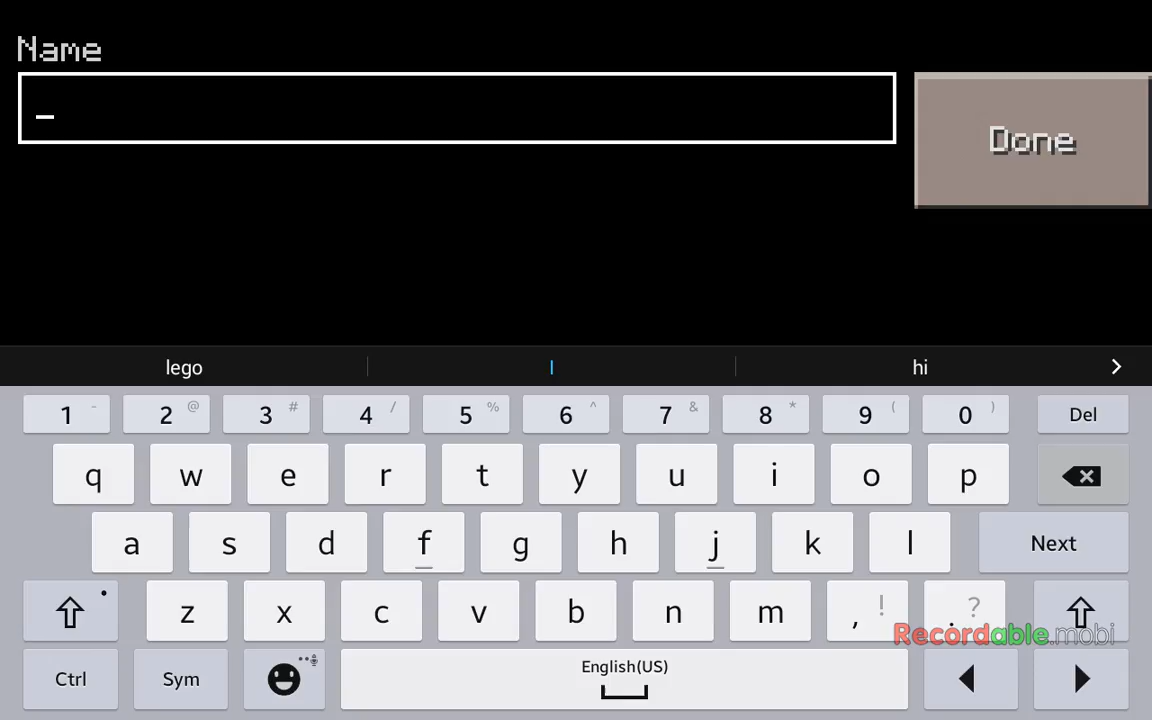 Name
_
Done
lego I hi >
1 - 2 @ 3 # 4 / 5 % 6 ^ 7 & 8 * 9 ( 0 ) Del
q w e r t y u i o p
a s d f g h j k l Next
z x c v b n m , ! . ?
Recordable.mobi
Ctrl Sym English(US)